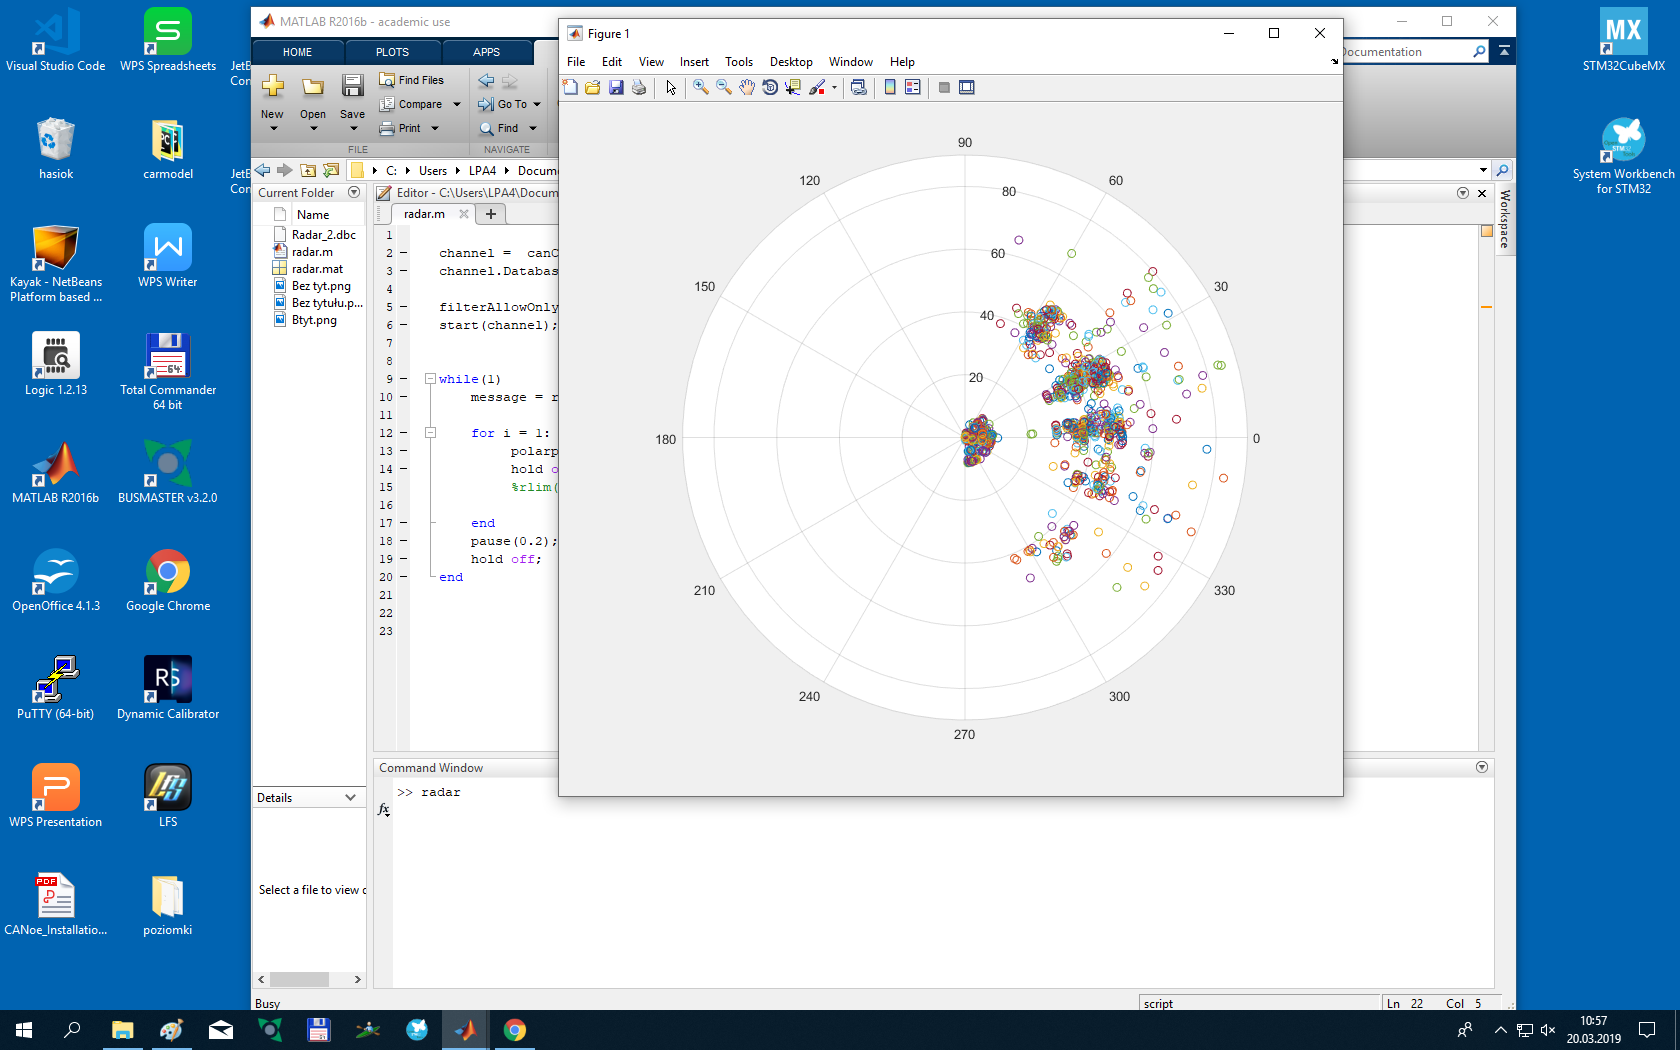 Visual Studio Code
WPS Spreadsheets
JetB
Con
hasiok
carmodel
JetB
Con
Kayak - NetBeans
Platform based ...
WPS Writer
Logic 1.2.13
Total Commander
64 bit
MATLAB R2016b
BUSMASTER v3.2.0
OpenOffice 4.1.3
Google Chrome
PuTTY (64-bit)
RS
Dynamic Calibrator
WPS Presentation
LFS
PDF
CANoe_Installatio...
poziomki
MX
STM32CubeMX
System Workbench
for STM32
MATLAB R2016b - academic use
HOME PLOTS APPS
Documentation
New
Open
Save
Find Files
Compare
Print
Go To
Find
FILE
NAVIGATE
C: Users LPA4 Docume
Current Folder
Name
Radar_2.dbc
radar.m
radar.mat
Bez tyt.png
Bez tytułu.p...
Btyt.png
Details
Select a file to view d
Editor - C:\Users\LPA4\Docum
radar.m
1
2 channel = canC
3 channel.Databas
4
5 filterAllowOnly
6 start(channel);
7
8
9 while(1)
10 message = r
11
12 for i = 1:
13 polarp
14 hold o
15 %rlim(
16
17 end
18 pause(0.2);
19 hold off;
20 end
21
22
23
Workspace
Command Window
>> radar
fx
Busy
script
Ln 22 Col 5
Figure 1
File Edit View Insert Tools Desktop Window Help
90
120
60
80
60
150
30
40
20
180
0
210
330
240
300
270
10:57
20.03.2019